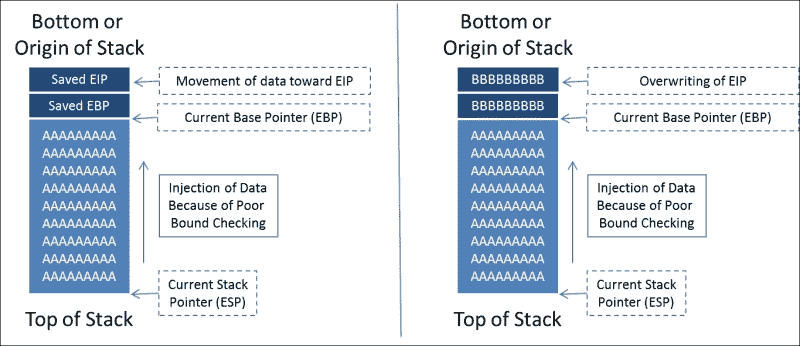 Bottom or
Origin of Stack
Saved EIP
Movement of data toward EIP
Saved EBP
Current Base Pointer (EBP)
AAAAAAAAA
AAAAAAAAA
AAAAAAAAA
AAAAAAAAA
AAAAAAAAA
AAAAAAAAA
AAAAAAAAA
AAAAAAAAA
AAAAAAAAA
Injection of Data
Because of Poor
Bound Checking
Current Stack
Pointer (ESP)
Top of Stack
Bottom or
Origin of Stack
BBBBBBBBB
Overwriting of EIP
BBBBBBBBB
Current Base Pointer (EBP)
AAAAAAAAA
AAAAAAAAA
AAAAAAAAA
AAAAAAAAA
AAAAAAAAA
AAAAAAAAA
AAAAAAAAA
AAAAAAAAA
AAAAAAAAA
Injection of Data
Because of Poor
Bound Checking
Current Stack
Pointer (ESP)
Top of Stack